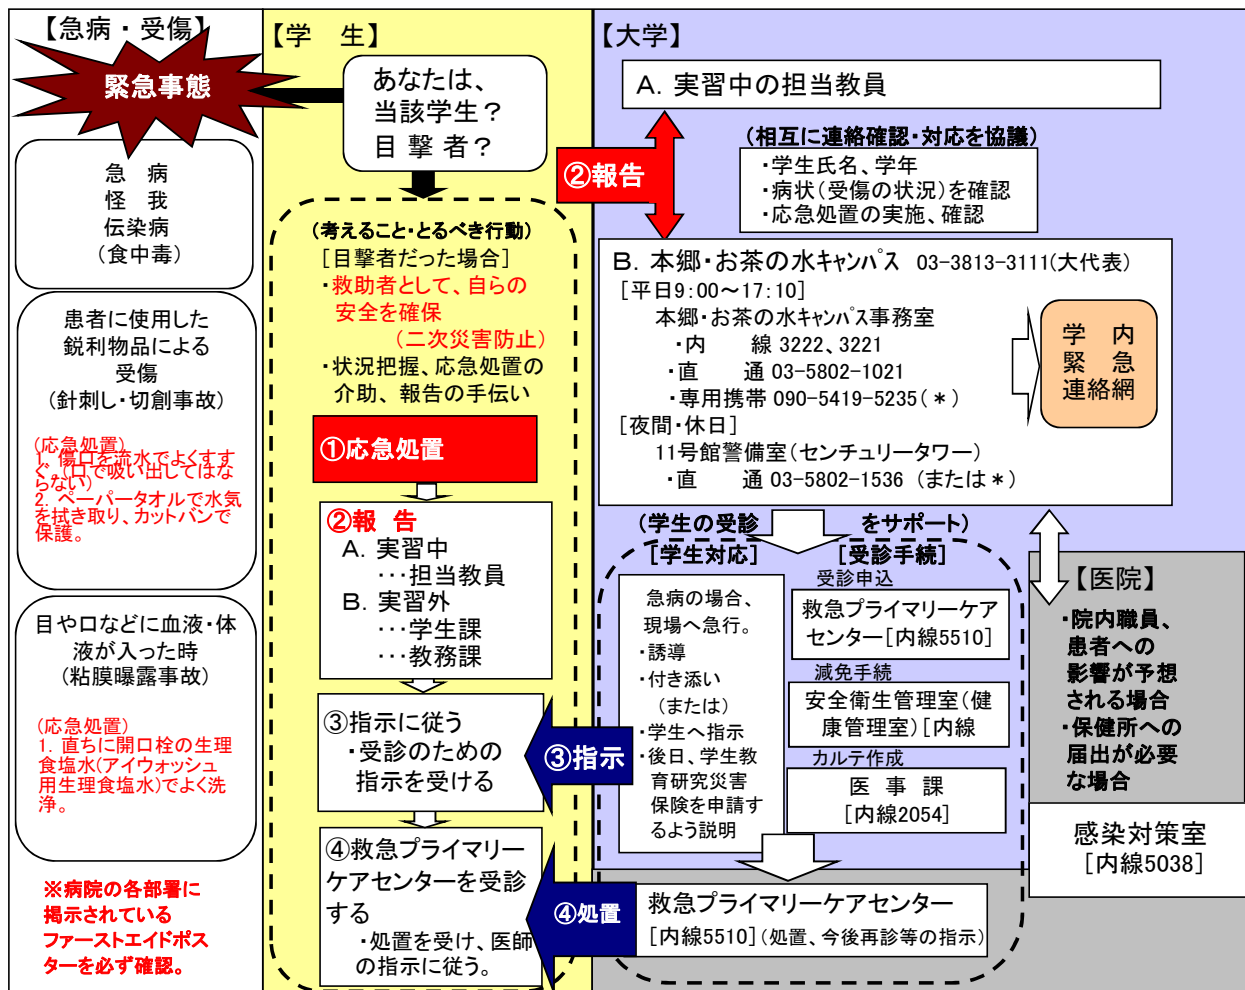 【急病・受傷】
緊急事態
急　病
怪　我
伝染病
(食中毒)
患者に使用した
鋭利物品による
受傷
(針刺し・切創事故)
(応急処置)
1. 傷口を流水でよくすす
ぐ。(口で吸い出してはな
らない)
2. ペーパータオルで水気
を拭き取り、カットバンで
保護。
目や口などに血液・体
液が入った時
(粘膜曝露事故)
(応急処置)
1. 直ちに開口栓の生理
食塩水(アイウォッシュ
用生理食塩水)でよく洗
浄。
※病院の各部署に
掲示されている
ファーストエイドポス
ターを必ず確認。
【学　生】
あなたは、
当該学生？
目 撃 者？
(考えること・とるべき行動)
[目撃者だった場合]
・救助者として、自らの
安全を確保
(二次災害防止)
・状況把握、応急処置の
介助、報告の手伝い
①応急処置
②報　告
Ａ. 実習中
…担当教員
Ｂ. 実習外
…学生課
…教務課
③指示に従う
・受診のための
指示を受ける
④救急プライマリー
ケアセンターを受診
する
・処置を受け、医師
の指示に従う。
【大学】
Ａ. 実習中の担当教員
②報告
(相互に連絡確認・対応を協議)
・学生氏名、学年
・病状(受傷の状況)を確認
・応急処置の実施、確認
Ｂ. 本郷・お茶の水キャンパス 03-3813-3111(大代表)
[平日9:00～17:10]
本郷・お茶の水キャンパス事務室
・内　　線 3222、3221
・直　　通 03-5802-1021
・専用携帯 090-5419-5235(＊)
[夜間・休日]
11号館警備室(センチュリータワー)
・直　　通 03-5802-1536 (または＊)
学　内
緊　急
連絡網
(学生の受診　　　をサポート)
[学生対応]
急病の場合、
現場へ急行。
・誘導
・付き添い
(または)
・学生へ指示
・後日、学生教
育研究災害
保険を申請す
るよう説明
[受診手続]
受診申込
救急プライマリーケア
センター[内線5510]
減免手続
安全衛生管理室(健
康管理室)[内線
カルテ作成
医 事 課
[内線2054]
③指示
④処置
救急プライマリーケアセンター
[内線5510](処置、今後再診等の指示)
【医院】
・院内職員、
患者への
影響が予想
される場合
・保健所への
届出が必要
な場合
感染対策室
[内線5038]